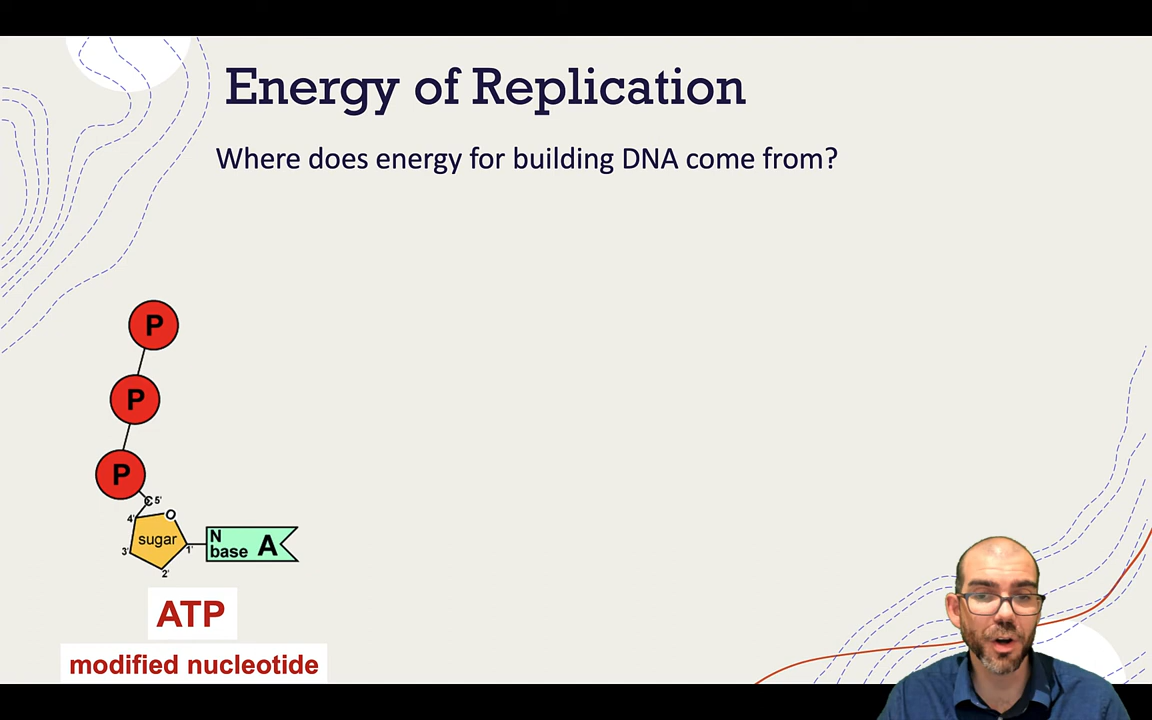 Energy of Replication
Where does energy for building DNA come from?
P
P
P
C 5'
4' O
sugar
3' 1'
2'
N
base A
ATP
modified nucleotide